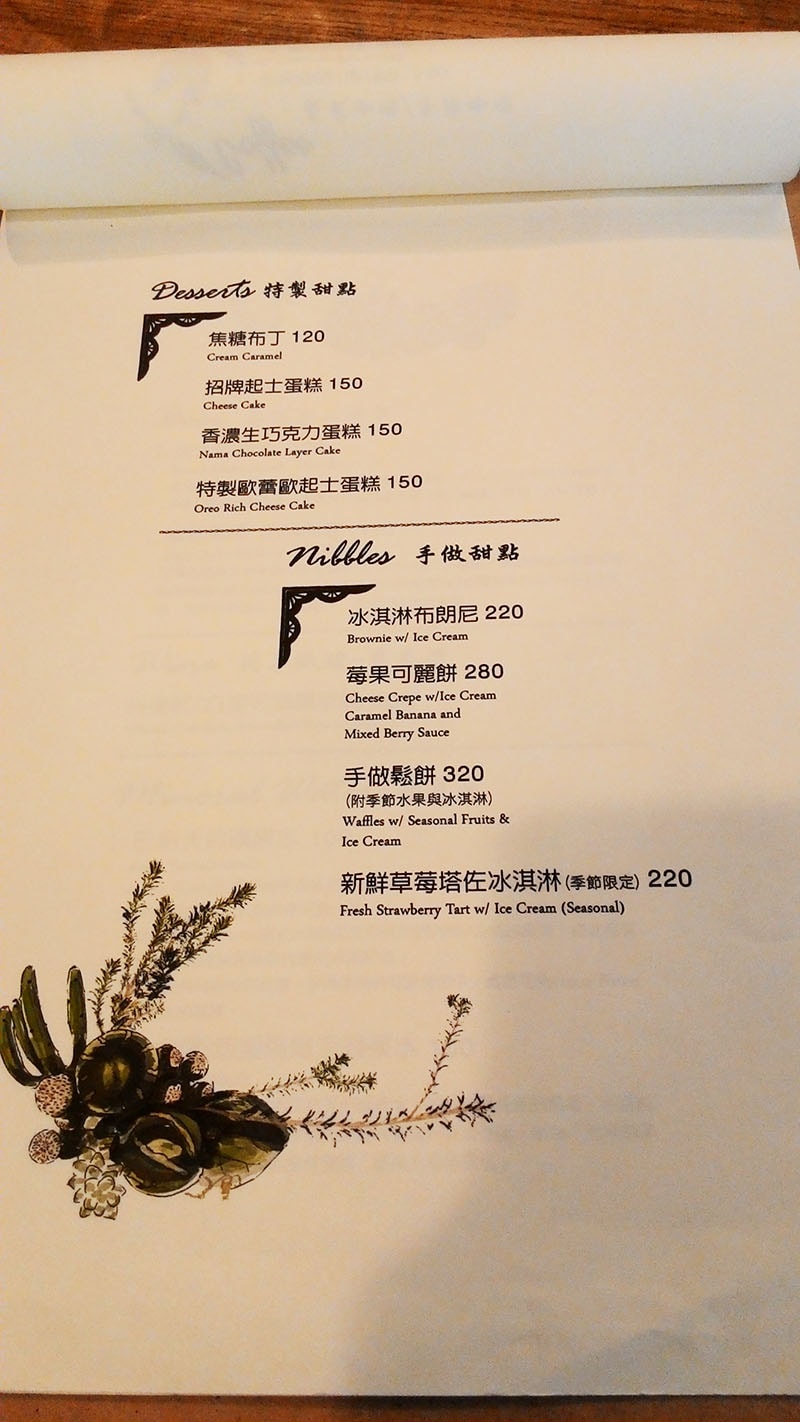 Desserts 特製甜點
焦糖布丁 120
Cream Caramel
招牌起士蛋糕 150
Cheese Cake
香濃生巧克力蛋糕 150
Nama Chocolate Layer Cake
特製歐蕾歐起士蛋糕 150
Oreo Rich Cheese Cake
Nibbles 手做甜點
冰淇淋布朗尼 220
Brownie w/ Ice Cream
莓果可麗餅 280
Cheese Crepe w/Ice Cream
Caramel Banana and
Mixed Berry Sauce
手做鬆餅 320
(附季節水果與冰淇淋)
Waffles w/ Seasonal Fruits &
Ice Cream
新鮮草莓塔佐冰淇淋 (季節限定) 220
Fresh Strawberry Tart w/ Ice Cream (Seasonal)